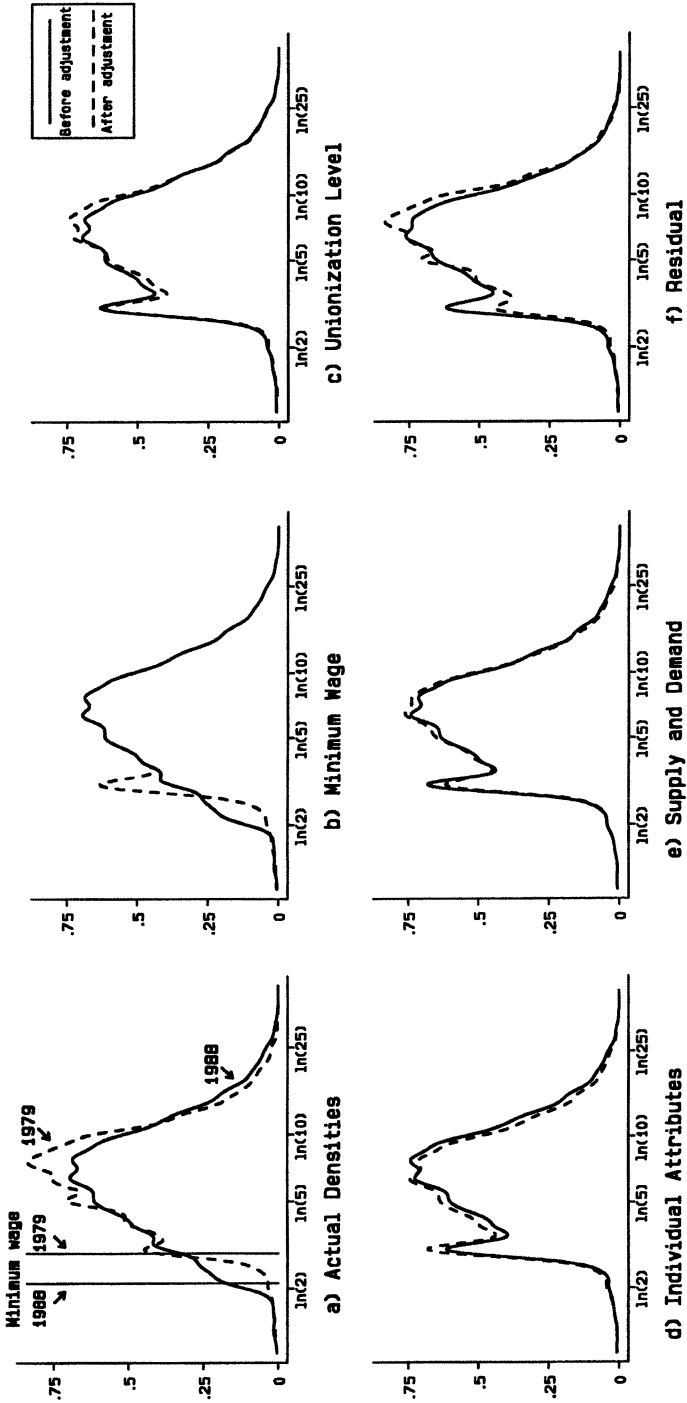 Minimum wage
1988
1979
1979
1988
.75
.5
.25
0
ln(2)
ln(5)
ln(10)
ln(25)
a) Actual Densities
.75
.5
.25
0
ln(2)
ln(5)
ln(10)
ln(25)
b) Minimum Wage
Before adjustment
After adjustment
.75
.5
.25
0
ln(2)
ln(5)
ln(10)
ln(25)
c) Unionization Level
.75
.5
.25
0
ln(2)
ln(5)
ln(10)
ln(25)
d) Individual Attributes
.75
.5
.25
0
ln(2)
ln(5)
ln(10)
ln(25)
e) Supply and Demand
.75
.5
.25
0
ln(2)
ln(5)
ln(10)
ln(25)
f) Residual